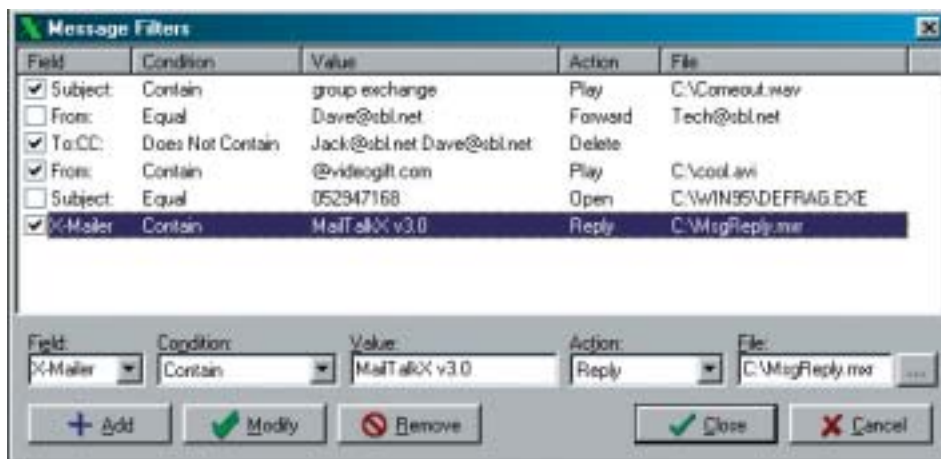 Message Filters
Field Condition Value Action File
Subject: Contain group exchange Play C:\Comeout.wav
From: Equal Dave@sbl.net Forward Tech@sbl.net
To:CC: Does Not Contain Jack@sbl.net Dave@sbl.net Delete
From: Contain @videogift.com Play C:\cool.avi
Subject: Equal 052947168 Open C:\WIN95\DEFRAG.EXE
X-Mailer Contain MailTalkX v3.0 Reply C:\MsgReply.mxr
Field: Condition: Value: Action: File:
X-Mailer Contain MailTalkX v3.0 Reply C:\MsgReply.mxr ...
Add Modify Remove Close Cancel